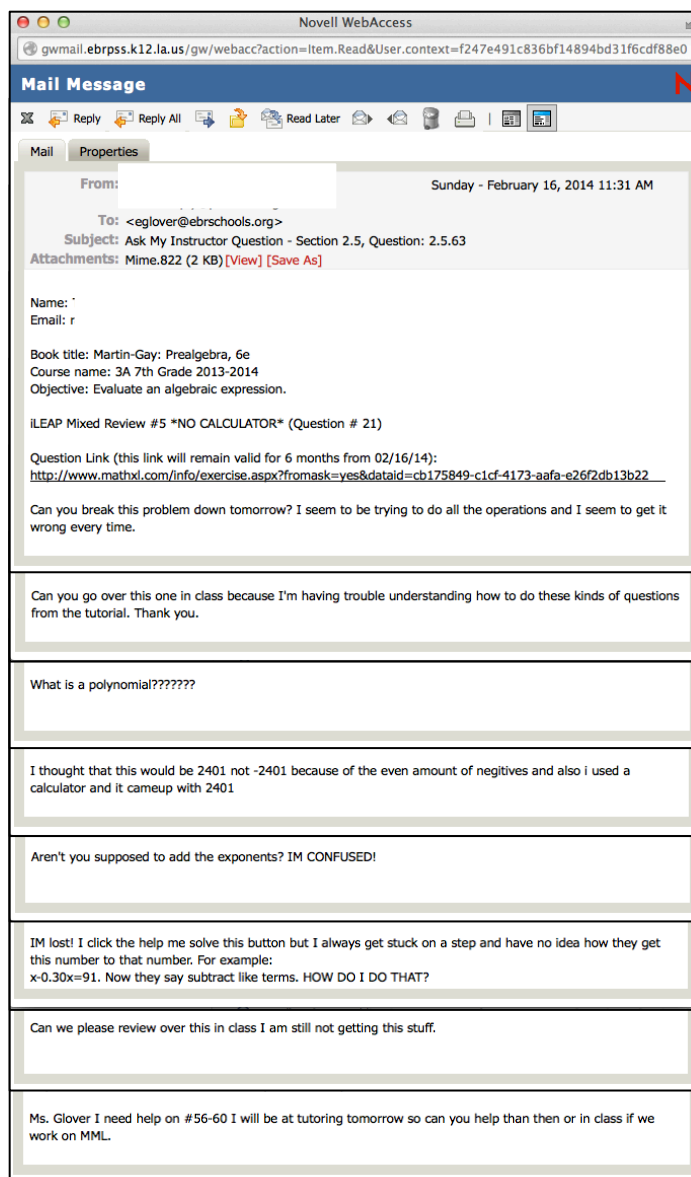 Novell WebAccess
gwmail.ebrpss.k12.la.us/gw/webacc?action=Item.Read&User.context=f247e491c836bf14894bd31f6cdf88e0
Mail Message
Reply Reply All Read Later
Mail Properties
From: Sunday - February 16, 2014 11:31 AM
To: <eglover@ebrschools.org>
Subject: Ask My Instructor Question - Section 2.5, Question: 2.5.63
Attachments: Mime.822 (2 KB) [View] [Save As]
Name:
Email: r
Book title: Martin-Gay: Prealgebra, 6e
Course name: 3A 7th Grade 2013-2014
Objective: Evaluate an algebraic expression.
iLEAP Mixed Review #5 *NO CALCULATOR* (Question # 21)
Question Link (this link will remain valid for 6 months from 02/16/14):
http://www.mathxl.com/info/exercise.aspx?fromask=yes&dataid=cb175849-c1cf-4173-aafa-e26f2db13b22
Can you break this problem down tomorrow? I seem to be trying to do all the operations and I seem to get it
wrong every time.
Can you go over this one in class because I'm having trouble understanding how to do these kinds of questions
from the tutorial. Thank you.
What is a polynomial???????
I thought that this would be 2401 not -2401 because of the even amount of negitives and also i used a
calculator and it cameup with 2401
Aren't you supposed to add the exponents? IM CONFUSED!
IM lost! I click the help me solve this button but I always get stuck on a step and have no idea how they get
this number to that number. For example:
x-0.30x=91. Now they say subtract like terms. HOW DO I DO THAT?
Can we please review over this in class I am still not getting this stuff.
Ms. Glover I need help on #56-60 I will be at tutoring tomorrow so can you help than then or in class if we
work on MML.